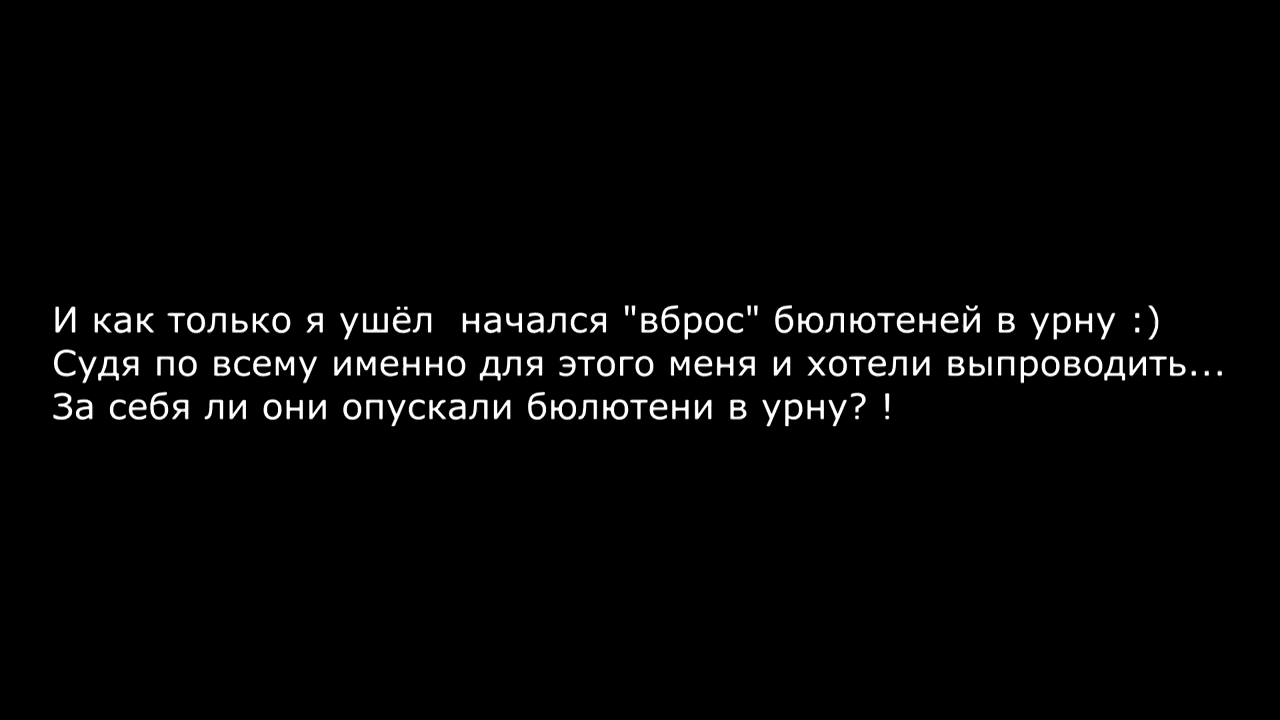 И как только я ушёл  начался "вброс" бюлютеней в урну :)
Судя по всему именно для этого меня и хотели выпроводить...
За себя ли они опускали бюлютени в урну? !